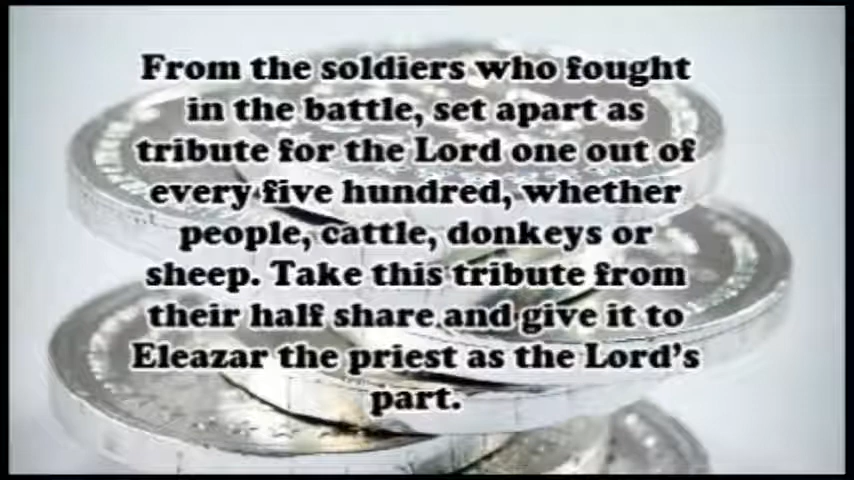 From the soldiers who fought
in the battle, set apart as
tribute for the Lord one out of
every five hundred, whether
people, cattle, donkeys or
sheep. Take this tribute from
their half share and give it to
Eleazar the priest as the Lord's
part.